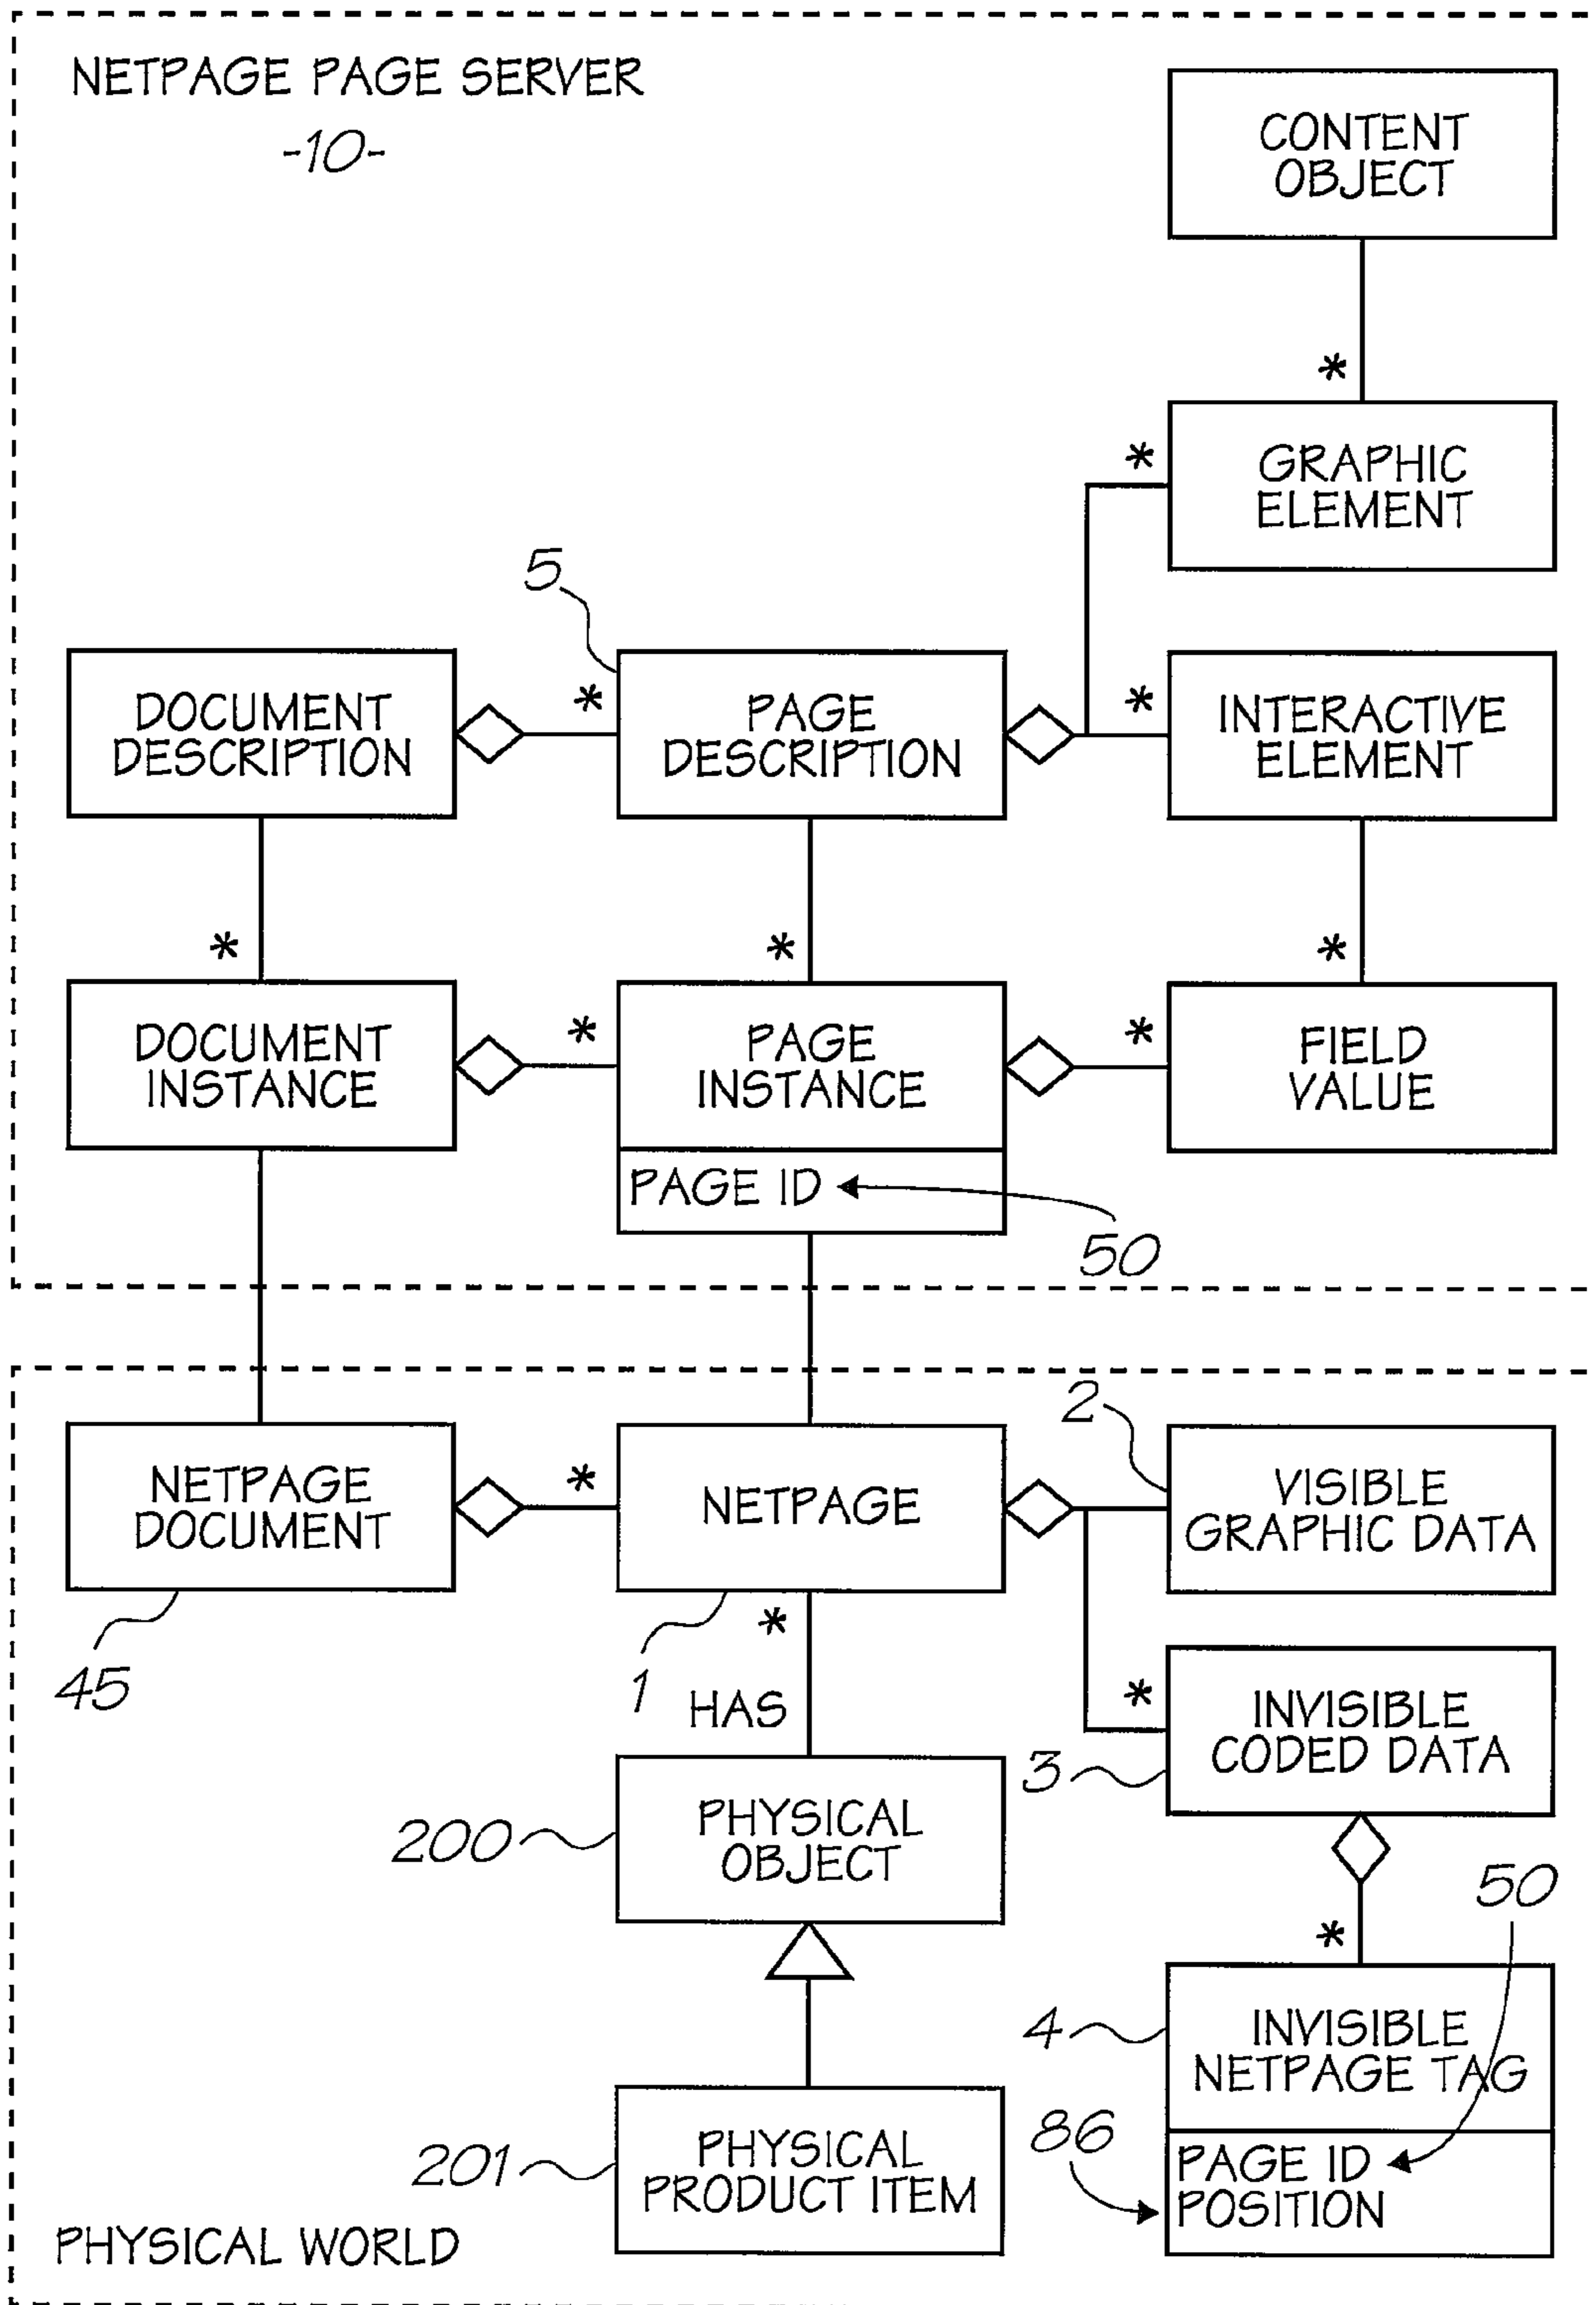 NETPAGE PAGE SERVER
-10-
CONTENT
OBJECT
*
*
GRAPHIC
ELEMENT
5
DOCUMENT
DESCRIPTION
*
PAGE
DESCRIPTION
*
INTERACTIVE
ELEMENT
*
*
*
DOCUMENT
INSTANCE
*
PAGE
INSTANCE
*
FIELD
VALUE
PAGE ID
50
2
NETPAGE
DOCUMENT
*
NETPAGE
VISIBLE
GRAPHIC DATA
45
1
*
HAS
*
INVISIBLE
CODED DATA
3
200
PHYSICAL
OBJECT
50
*
4
INVISIBLE
NETPAGE TAG
86
PAGE ID
POSITION
201
PHYSICAL
PRODUCT ITEM
PHYSICAL WORLD